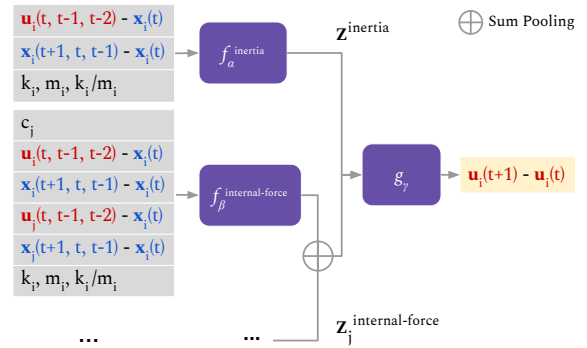 u_i(t, t-1, t-2) - x_i(t)
x_i(t+1, t, t-1) - x_i(t)
k_i, m_i, k_i/m_i
f_α^inertia
z^inertia
Sum Pooling
c_j
u_i(t, t-1, t-2) - x_i(t)
x_i(t+1, t, t-1) - x_i(t)
u_j(t, t-1, t-2) - x_i(t)
x_j(t+1, t, t-1) - x_i(t)
k_i, m_i, k_i/m_i
f_β^internal-force
g_γ
u_i(t+1) - u_i(t)
z_j^internal-force
... ...